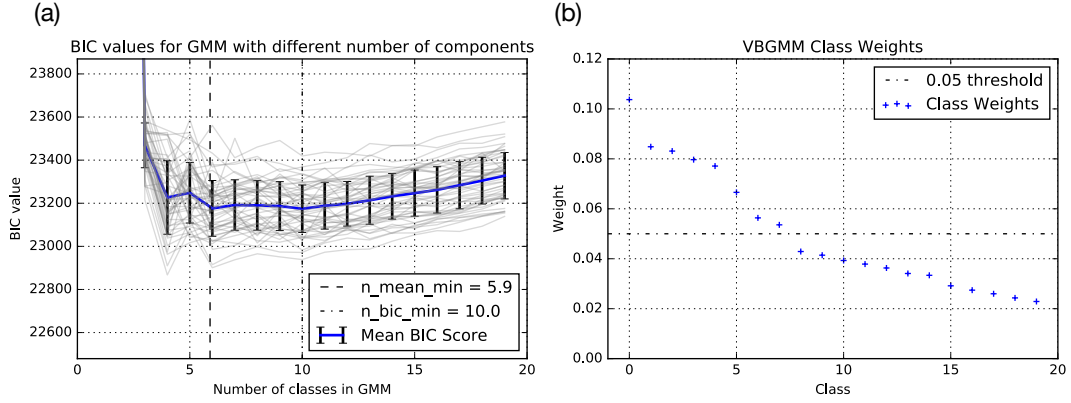 (a)
BIC values for GMM with different number of components
23800
23600
23400
23200
23000
22800
22600
BIC value
0
5
10
15
20
Number of classes in GMM
n_mean_min = 5.9
n_bic_min = 10.0
Mean BIC Score
(b)
VBGMM Class Weights
0.12
0.10
0.08
0.06
0.04
0.02
0.00
Weight
0
5
10
15
20
Class
0.05 threshold
Class Weights